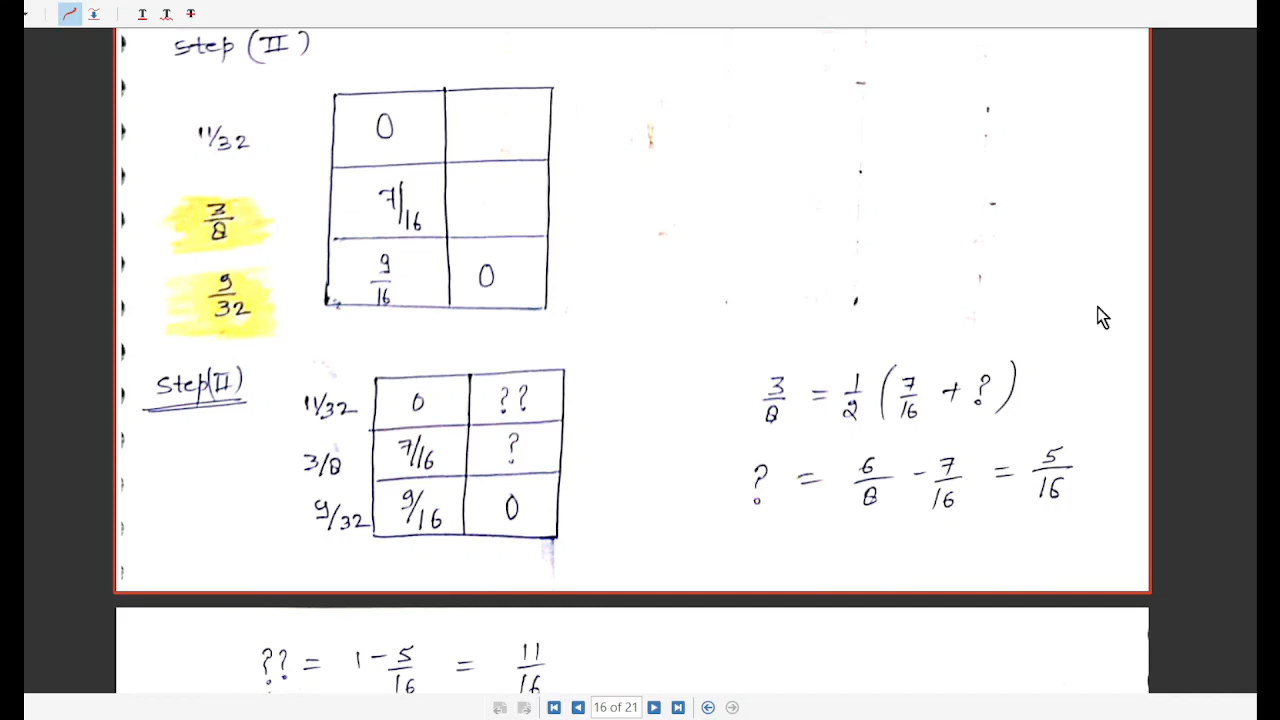 T T T
Step (II)
11/32 0
3/8 7/16
9/32 9/16 0
Step (II)
11/32 0 ??
3/8 7/16 ?
9/32 9/16 0
3/8 = 1/2 (7/16 + ?)
? = 6/8 - 7/16 = 5/16
?? = 1 - 5/16 = 11/16
16 of 21